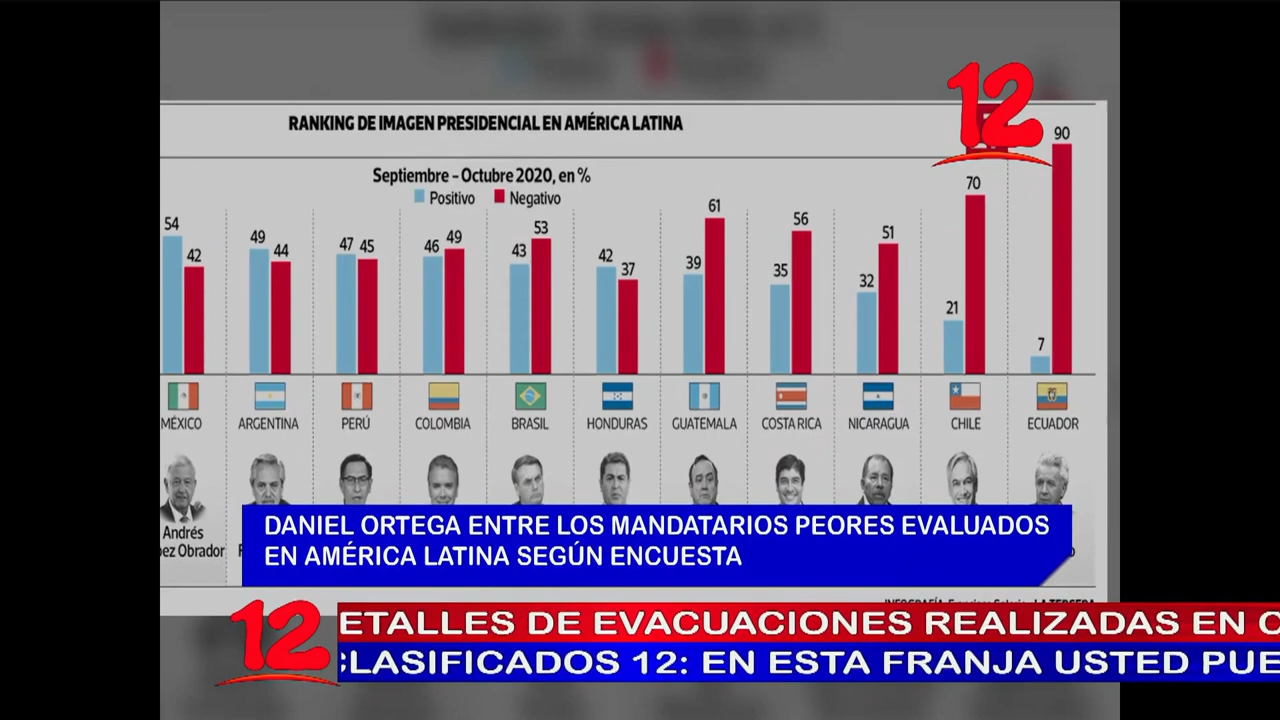 RANKING DE IMAGEN PRESIDENCIAL EN AMÉRICA LATINA
Septiembre – Octubre 2020, en %
Positivo Negativo
54 42 49 44 47 45 46 49 43 53 42 37 39 61 35 56 32 51 21 70 7 90
MÉXICO ARGENTINA PERÚ COLOMBIA BRASIL HONDURAS GUATEMALA COSTA RICA NICARAGUA CHILE ECUADOR
Andrés
ez Obrador
DANIEL ORTEGA ENTRE LOS MANDATARIOS PEORES EVALUADOS
EN AMÉRICA LATINA SEGÚN ENCUESTA
12
12
ETALLES DE EVACUACIONES REALIZADAS EN
CLASIFICADOS 12: EN ESTA FRANJA USTED PUE